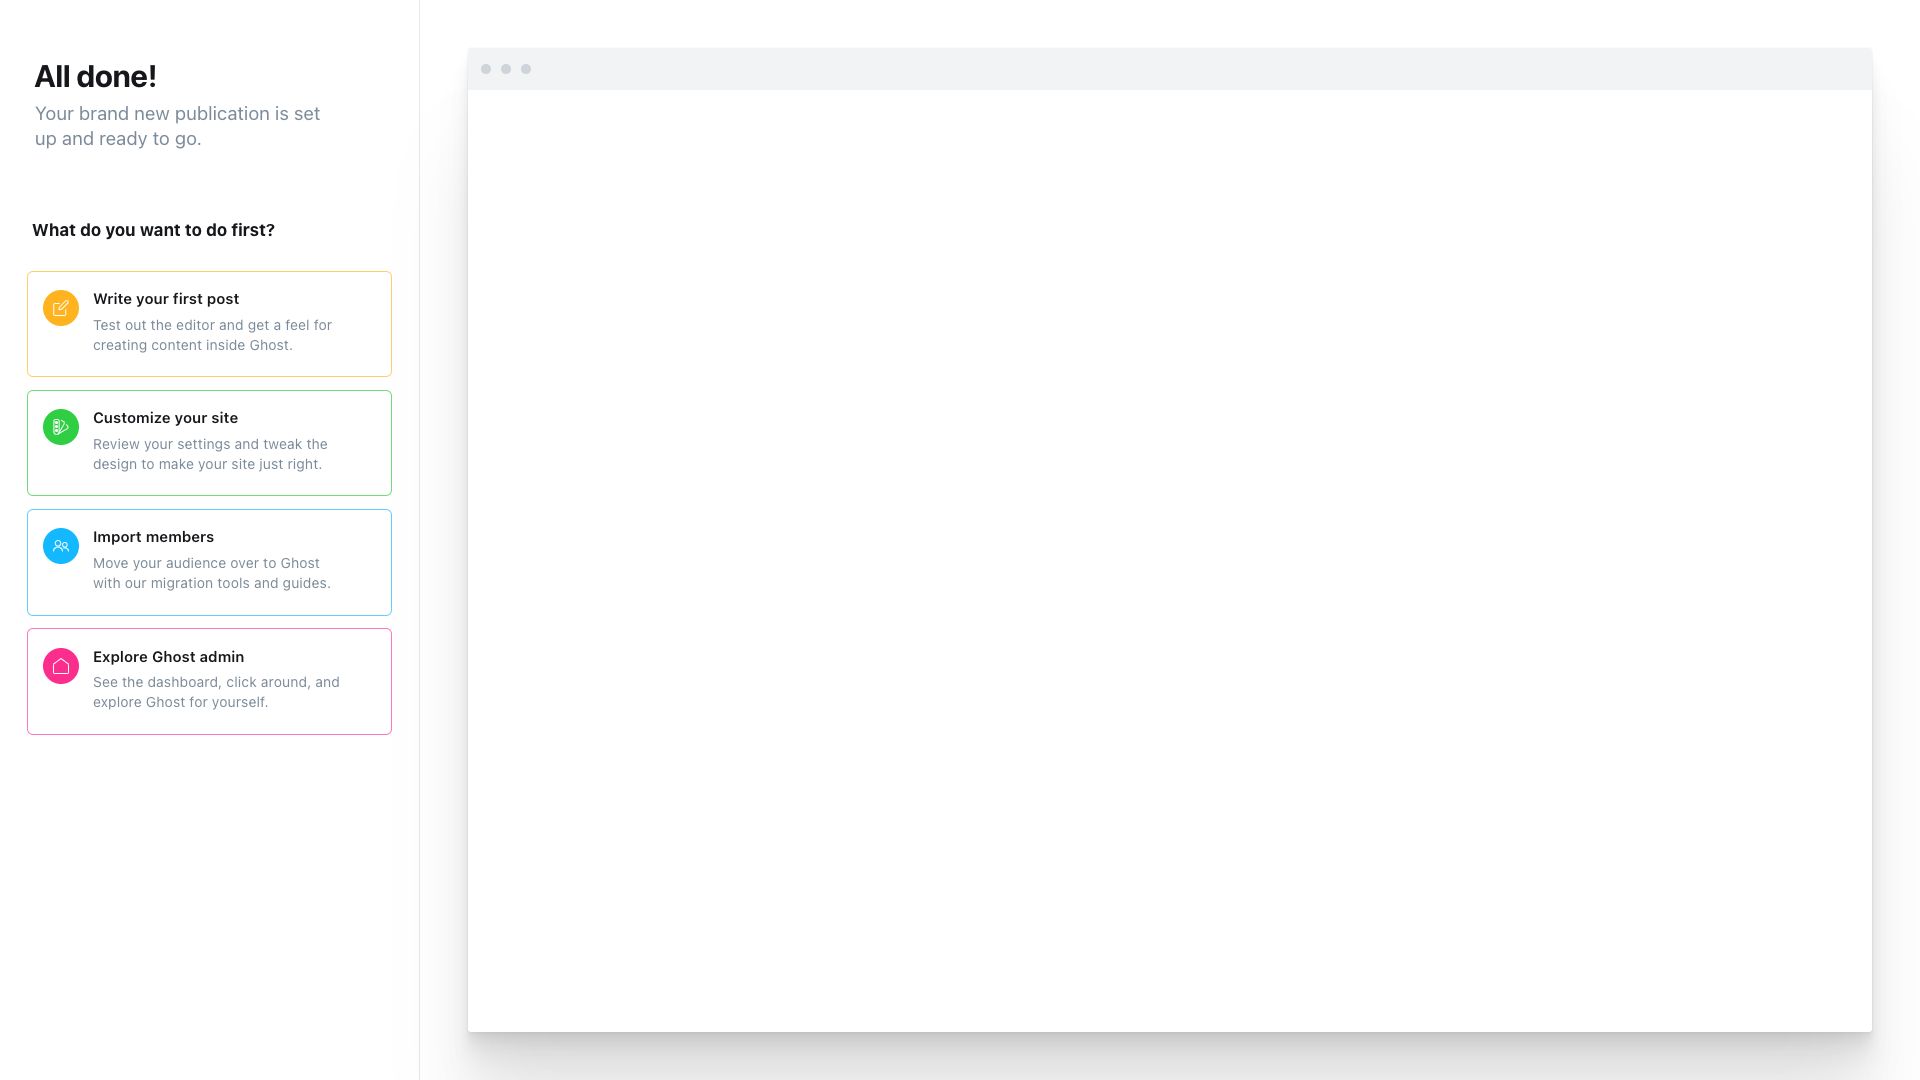 All done!
Your brand new publication is set
up and ready to go.
What do you want to do first?
Write your first post
Test out the editor and get a feel for
creating content inside Ghost.
Customize your site
Review your settings and tweak the
design to make your site just right.
Import members
Move your audience over to Ghost
with our migration tools and guides.
Explore Ghost admin
See the dashboard, click around, and
explore Ghost for yourself.